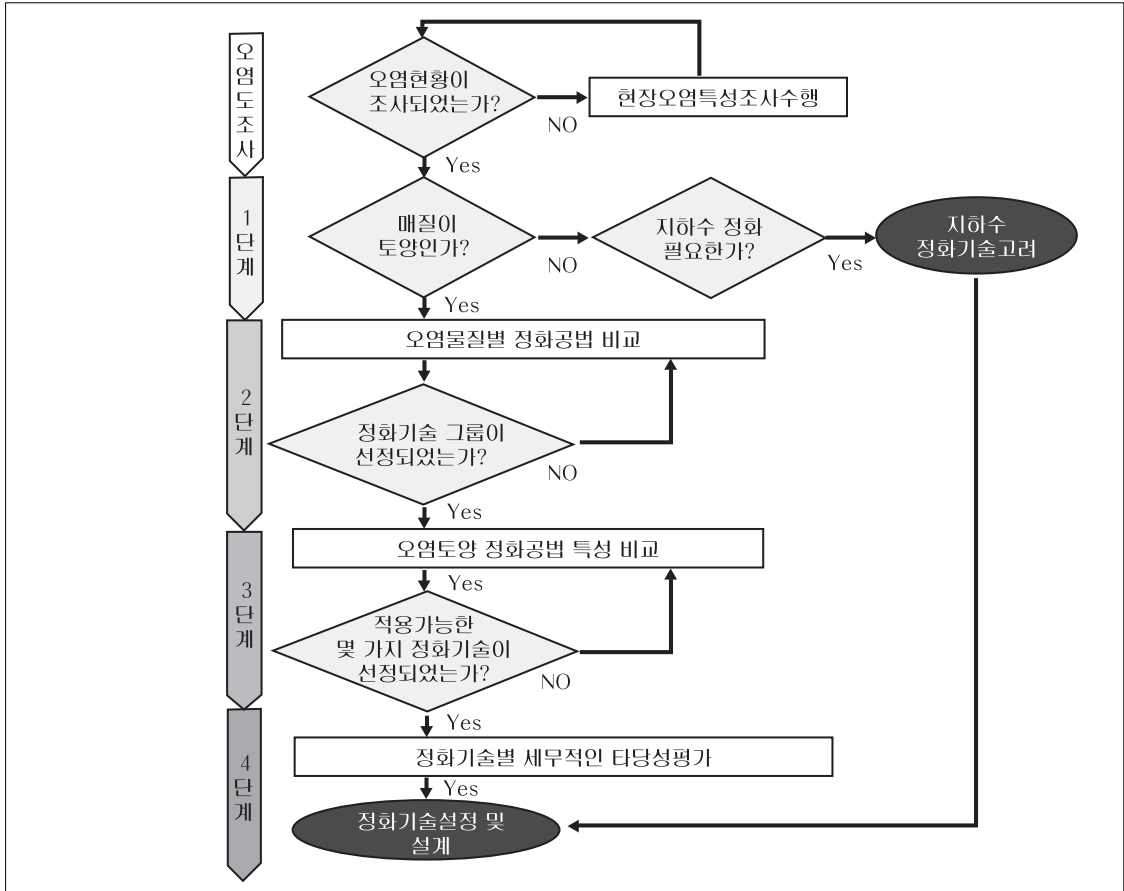 오염도조사
오염현황이
조사되었는가?
NO
현장오염특성조사수행
Yes
1단계
매질이
토양인가?
NO
지하수 정화
필요한가?
Yes
지하수
정화기술고려
Yes
2단계
오염물질별 정화공법 비교
정화기술 그룹이
선정되었는가?
NO
Yes
3단계
오염토양 정화공법 특성 비교
Yes
적용가능한
몇 가지 정화기술이
선정되었는가?
NO
Yes
4단계
정화기술별 세무적인 타당성평가
Yes
정화기술설정 및
설계